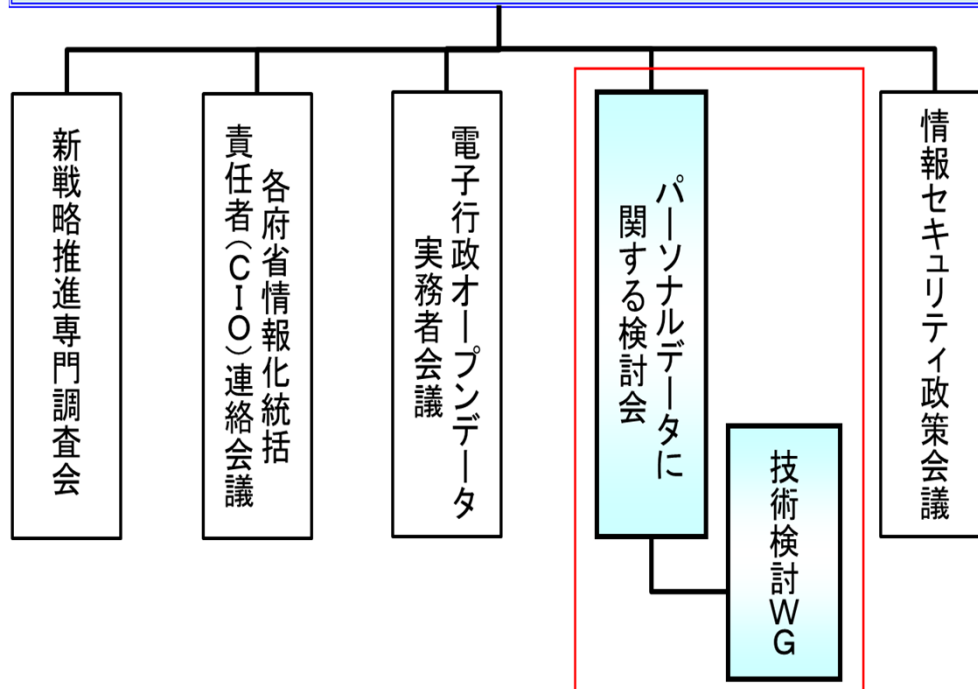 新戦略推進専門調査会
各府省情報化統括
責任者(CIO)連絡会議
電子行政オープンデータ
実務者会議
パーソナルデータに
関する検討会
技術検討WG
情報セキュリティ政策会議